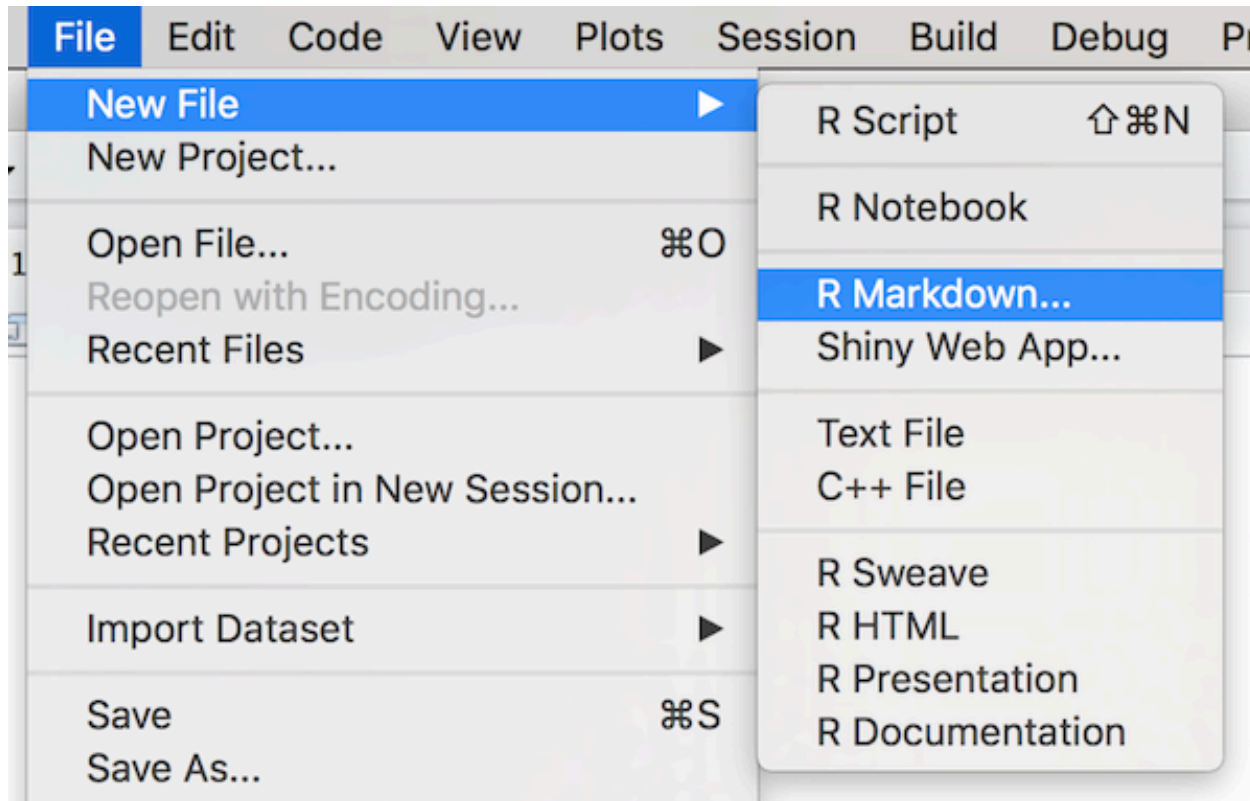 File Edit Code View Plots Session Build Debug
New File
New Project...
Open File... ⌘O
Reopen with Encoding...
Recent Files
Open Project...
Open Project in New Session...
Recent Projects
Import Dataset
Save ⌘S
Save As...
R Script ⇧⌘N
R Notebook
R Markdown...
Shiny Web App...
Text File
C++ File
R Sweave
R HTML
R Presentation
R Documentation
1